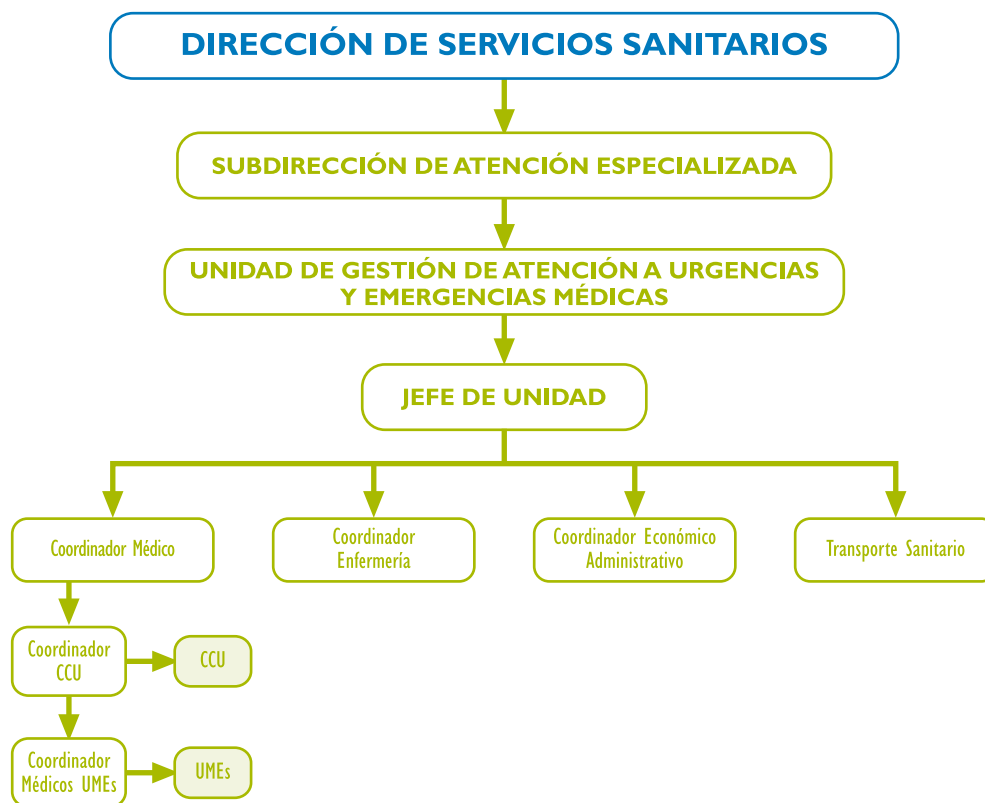 DIRECCIÓN DE SERVICIOS SANITARIOS
SUBDIRECCIÓN DE ATENCIÓN ESPECIALIZADA
UNIDAD DE GESTIÓN DE ATENCIÓN A URGENCIAS
Y EMERGENCIAS MÉDICAS
JEFE DE UNIDAD
Coordinador Médico
Coordinador
Enfermería
Coordinador Económico
Administrativo
Transporte Sanitario
Coordinador
CCU
CCU
Coordinador
Médicos UMEs
UMEs